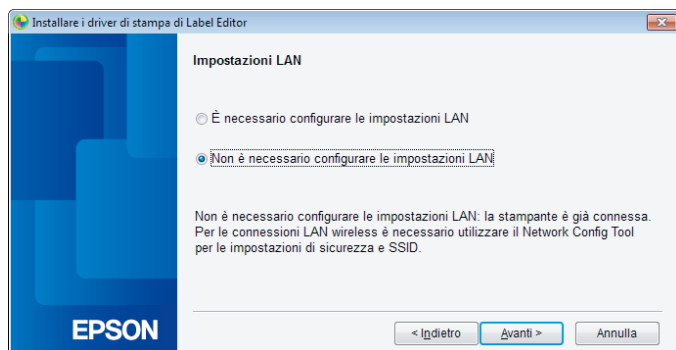 Installare i driver di stampa di Label Editor
Impostazioni LAN
È necessario configurare le impostazioni LAN
Non è necessario configurare le impostazioni LAN
Non è necessario configurare le impostazioni LAN: la stampante è già connessa.
Per le connessioni LAN wireless è necessario utilizzare il Network Config Tool
per le impostazioni di sicurezza e SSID.
EPSON
< Indietro
Avanti >
Annulla